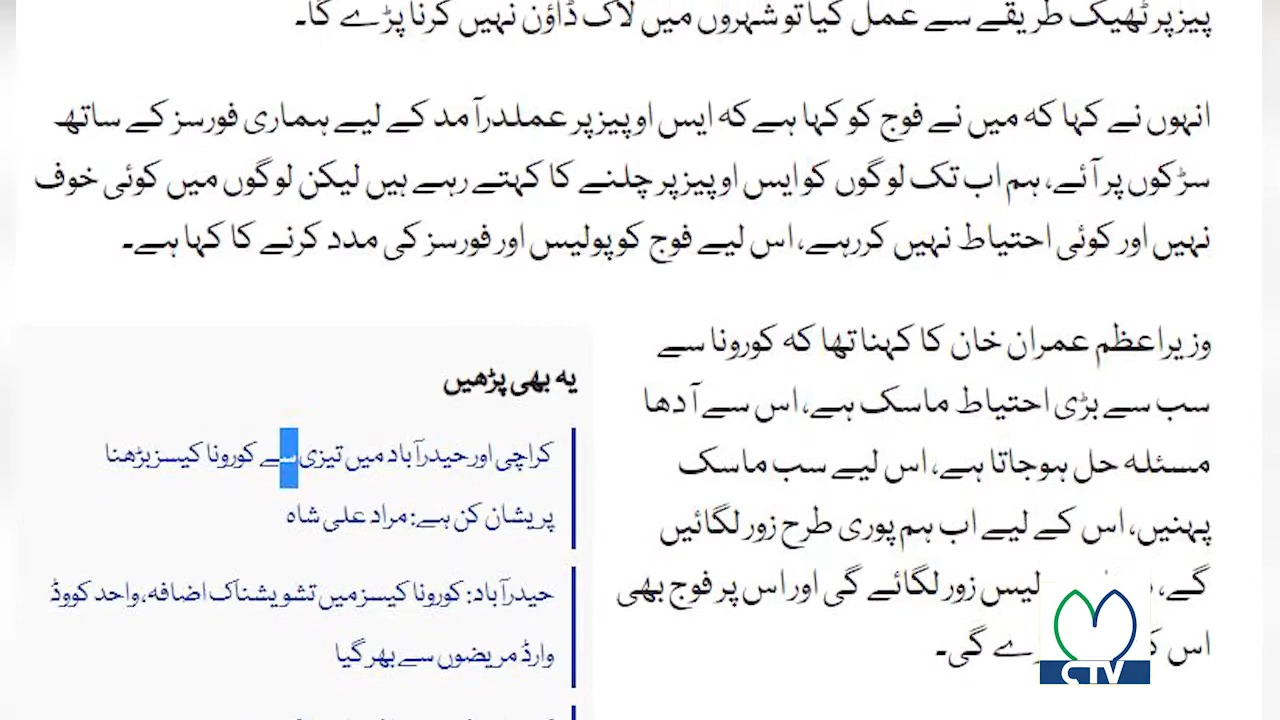 پیز پر ٹھیک طریقے سے عمل کیا تو شہروں میں لاک ڈاؤن نہیں کرنا پڑے گا۔
انہوں نے کہا کہ میں نے فوج کو کہا ہے کہ ایس او پیز پر عملدرآمد کے لیے ہماری فورسز کے ساتھ
سڑکوں پر آئے، ہم اب تک لوگوں کو ایس او پیز پر چلنے کا کہتے رہے ہیں لیکن لوگوں میں کوئی خوف
نہیں اور کوئی احتیاط نہیں کررہے، اس لیے فوج کو پولیس اور فورسز کی مدد کرنے کا کہا ہے۔
وزیراعظم عمران خان کا کہنا تھا کہ کورونا سے
سب سے بڑی احتیاط ماسک ہے، اس سے آدھا
مسئلہ حل ہوجاتا ہے، اس لیے سب ماسک
پہنیں، اس کے لیے اب ہم پوری طرح زور لگائیں
گے، لیس زور لگائے گی اور اس پر فوج بھی
اس گی۔
یہ بھی پڑھیں
کراچی اور حیدرآباد میں تیزی سے کورونا کیسز بڑھنا
پریشان کن ہے: مراد علی شاہ
حیدرآباد: کورونا کیسز میں تشویشناک اضافہ، واحد کووڈ
وارڈ مریضوں سے بھر گیا
CTV